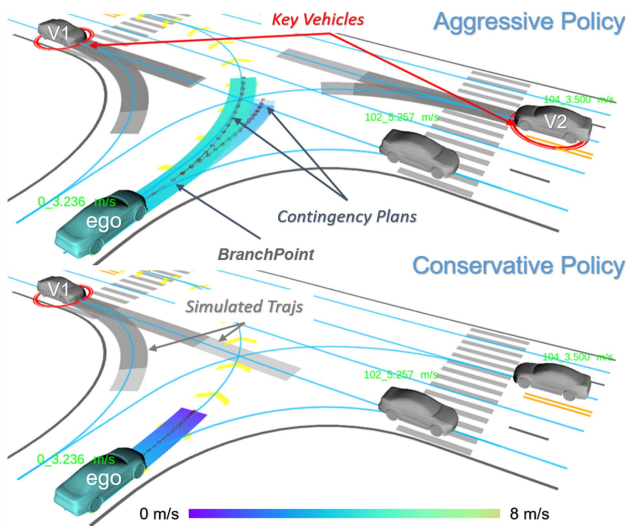 Key Vehicles
Aggressive Policy
V1
104_3.500 m/s
V2
102_5.257 m/s
0_3.236 m/s
ego
Contingency Plans
BranchPoint
Conservative Policy
V1
Simulated Trajs
104_3.500 m/s
102_5.257 m/s
0_3.236 m/s
ego
0 m/s
8 m/s